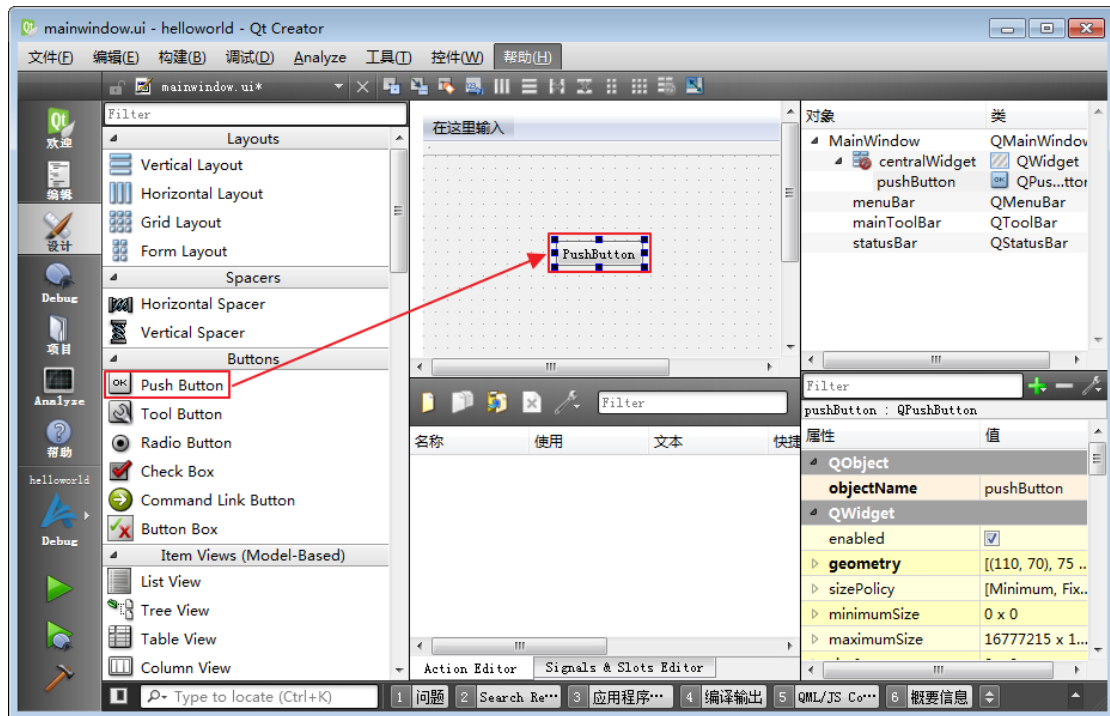 mainwindow.ui - helloworld - Qt Creator
文件(F) 编辑(E) 构建(B) 调试(D) Analyze 工具(T) 控件(W) 帮助(H)
mainwindow.ui*
Qt
欢迎
编辑
设计
Debug
项目
Analyze
帮助
helloworld
Debug
Filter
Layouts
Vertical Layout
Horizontal Layout
Grid Layout
Form Layout
Spacers
Horizontal Spacer
Vertical Spacer
Buttons
OK Push Button
Tool Button
Radio Button
Check Box
Command Link Button
Button Box
Item Views (Model-Based)
List View
Tree View
Table View
Column View
在这里输入
PushButton
Filter
名称 使用 文本 快捷
Action Editor Signals & Slots Editor
对象 类
MainWindow QMainWindow
centralWidget QWidget
pushButton OK QPus...ttor
menuBar QMenuBar
mainToolBar QToolBar
statusBar QStatusBar
Filter
pushButton : QPushButton
属性 值
QObject
objectName pushButton
QWidget
enabled
geometry [(110, 70), 75 ..
sizePolicy [Minimum, Fix..
minimumSize 0 x 0
maximumSize 16777215 x 1...
Type to locate (Ctrl+K) 1 问题 2 Search Re··· 3 应用程序··· 4 编译输出 5 QML/JS Co··· 6 概要信息